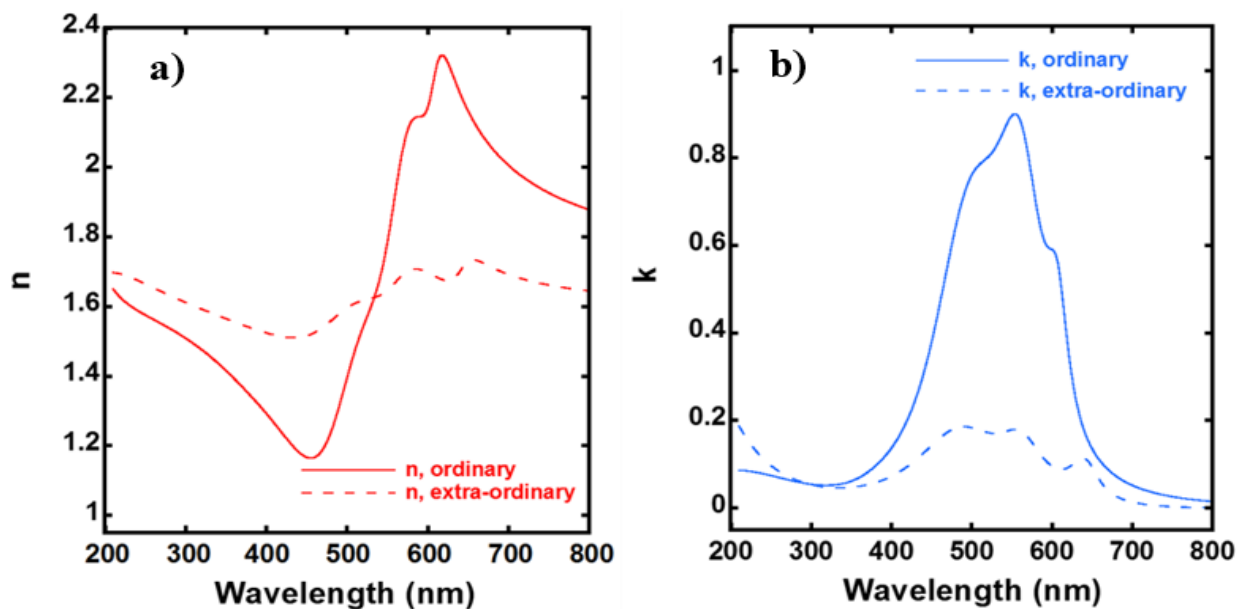 a)
n
2.4
2.2
2
1.8
1.6
1.4
1.2
1
n, ordinary
n, extra-ordinary
200 300 400 500 600 700 800
Wavelength (nm)
b)
k
1
0.8
0.6
0.4
0.2
0
k, ordinary
k, extra-ordinary
200 300 400 500 600 700 800
Wavelength (nm)